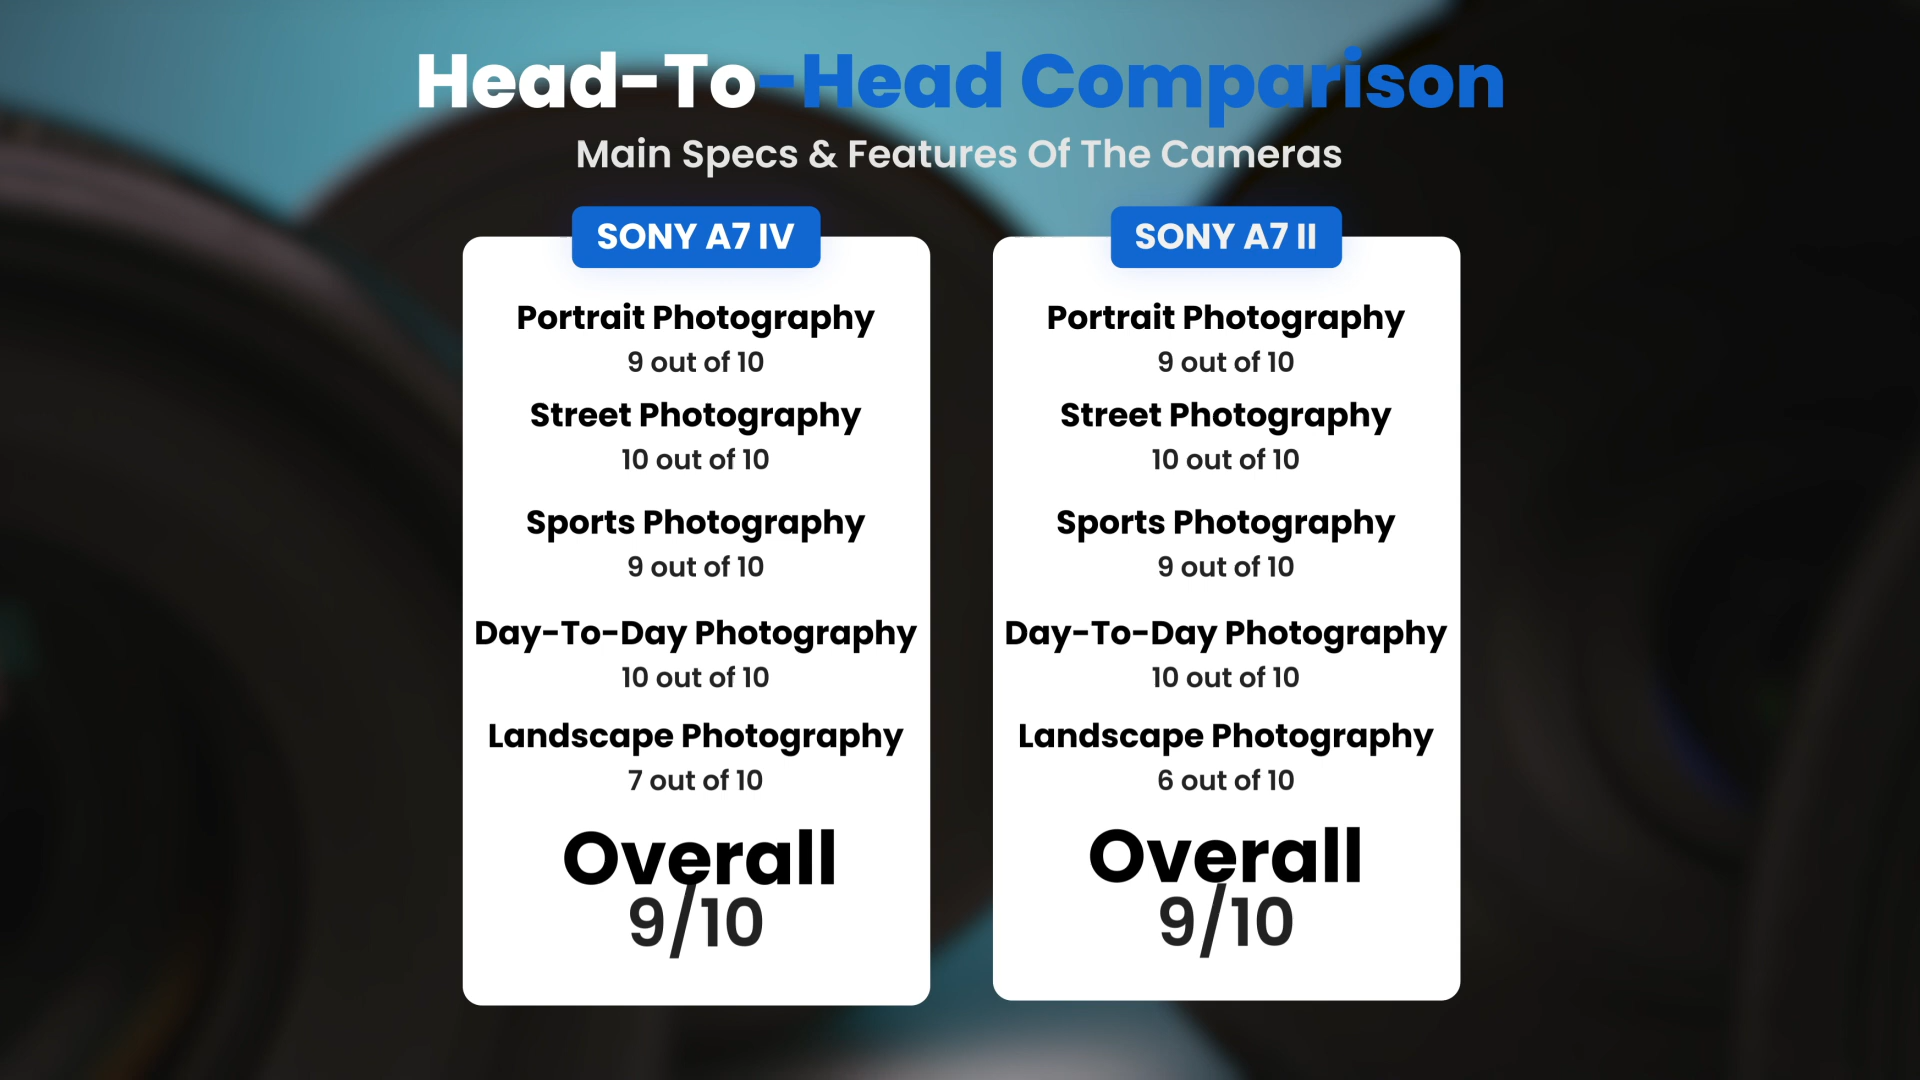 Head-To-Head Comparison
Main Specs & Features Of The Cameras
SONY A7 IV
Portrait Photography
9 out of 10
Street Photography
10 out of 10
Sports Photography
9 out of 10
Day-To-Day Photography
10 out of 10
Landscape Photography
7 out of 10
Overall
9/10
SONY A7 II
Portrait Photography
9 out of 10
Street Photography
10 out of 10
Sports Photography
9 out of 10
Day-To-Day Photography
10 out of 10
Landscape Photography
6 out of 10
Overall
9/10